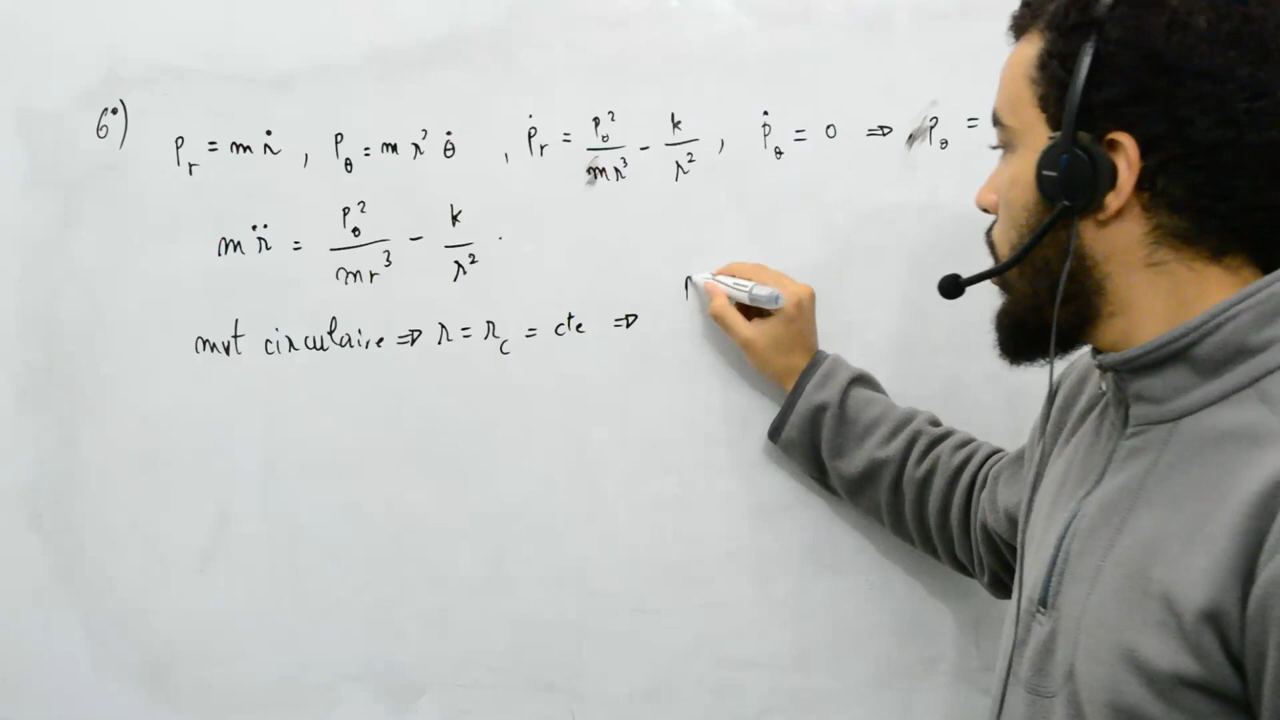 6°) p_r = m ṙ , p_θ = m r² θ̇ , ṗ_r = p_θ²/(m r³) - k/r² , ṗ_θ = 0 ⇒ p_θ =
m r̈ = p_θ²/(m r³) - k/r² .
mvt circulaire ⇒ r = r_c = cte ⇒